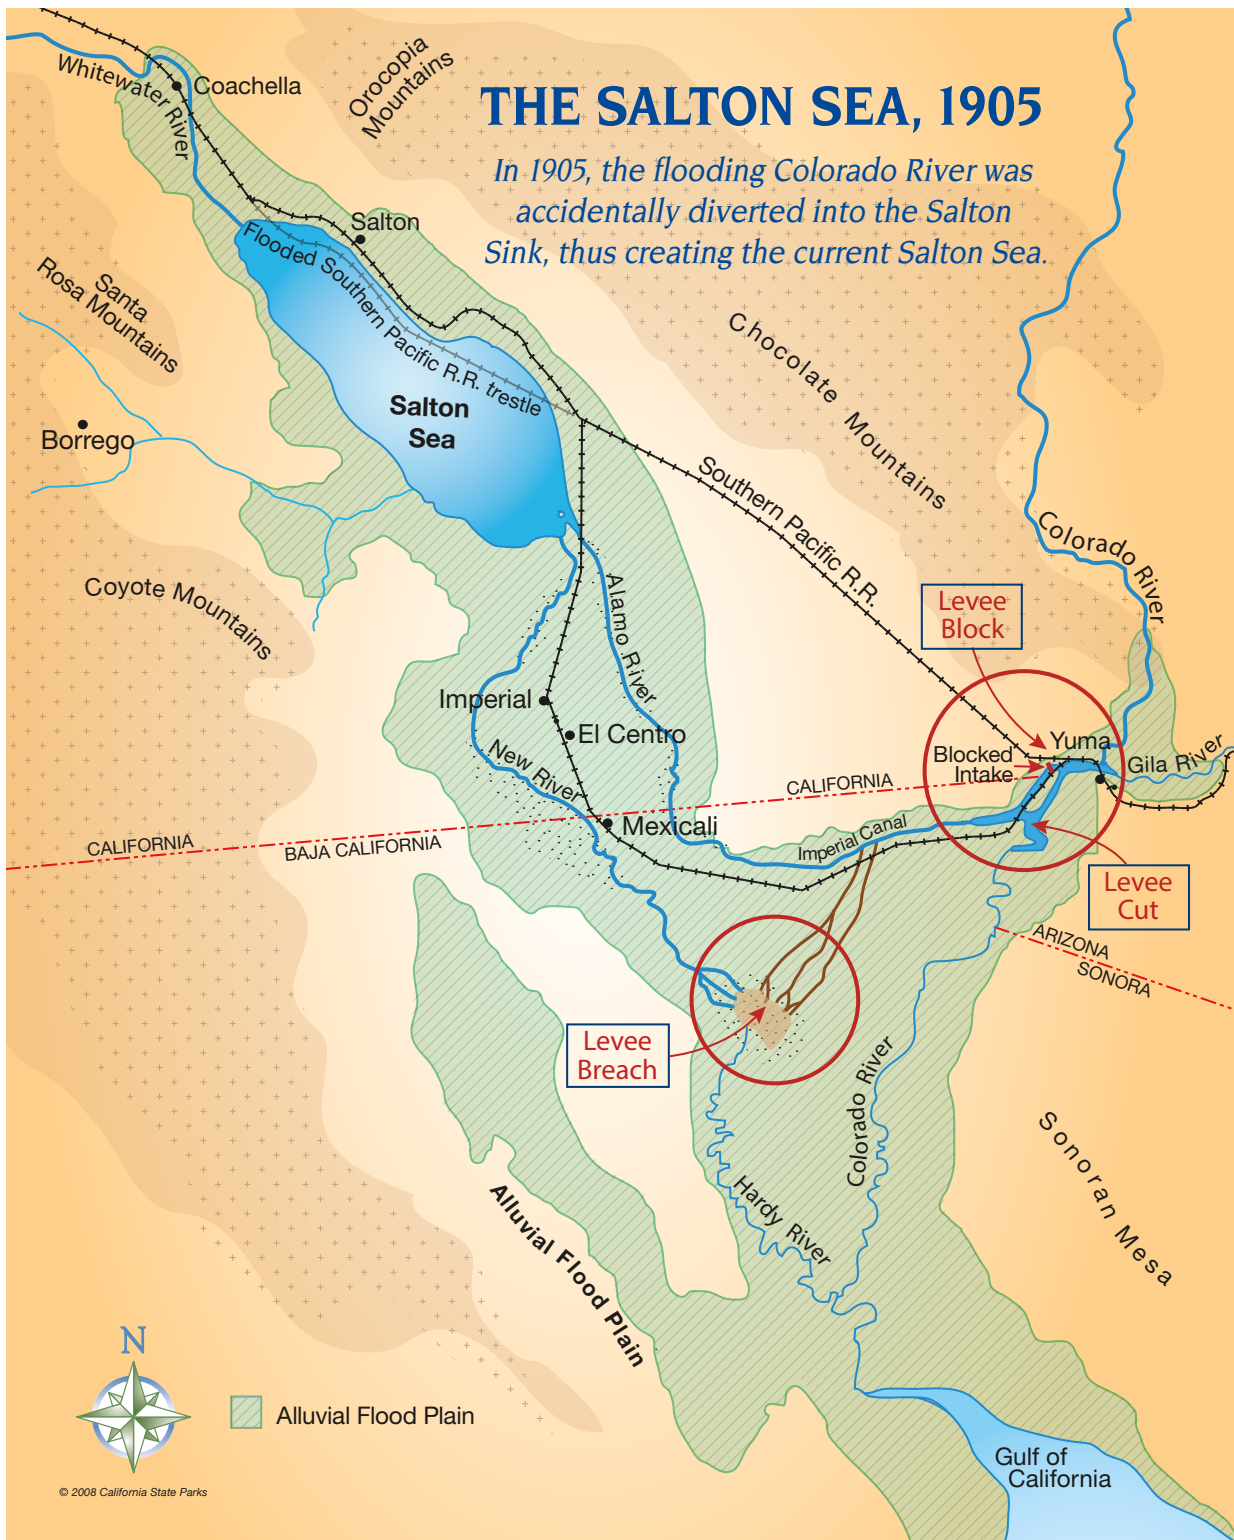 THE SALTON SEA, 1905
In 1905, the flooding Colorado River was
accidentally diverted into the Salton
Sink, thus creating the current Salton Sea.
Whitewater River
Coachella
Orocopia
Mountains
Salton
Flooded Southern Pacific R.R. trestle
Santa
Rosa Mountains
Salton
Sea
Borrego
Chocolate Mountains
Southern Pacific R.R.
Colorado River
Coyote Mountains
Alamo River
Levee
Block
Imperial
El Centro
New River
Yuma
Blocked
Intake
Gila River
CALIFORNIA
Mexicali
Imperial Canal
CALIFORNIA
BAJA CALIFORNIA
Levee
Cut
ARIZONA
SONORA
Levee
Breach
Colorado River
Hardy River
Sonoran Mesa
Alluvial Flood Plain
N
Alluvial Flood Plain
Gulf of
California
© 2008 California State Parks